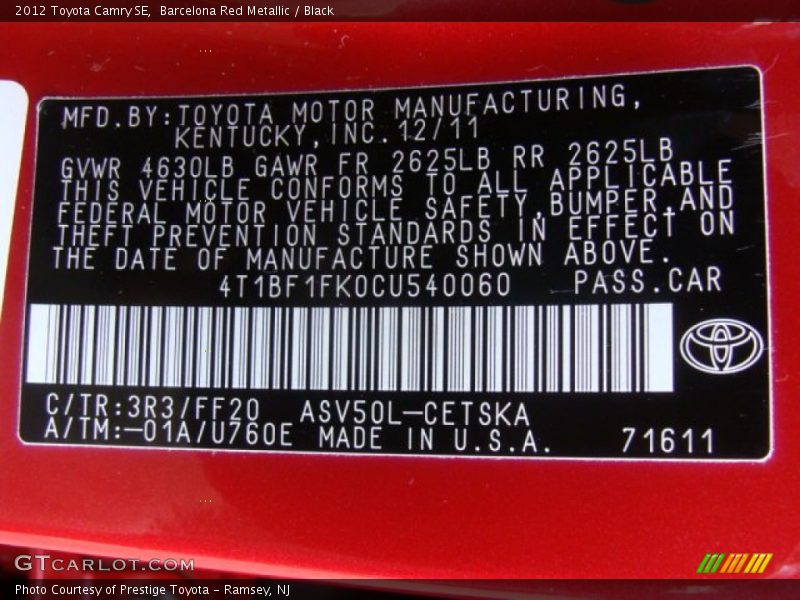 2012 Toyota Camry SE, Barcelona Red Metallic / Black
MFD.BY:TOYOTA MOTOR MANUFACTURING,
KENTUCKY,INC.12/11
GVWR 4630LB GAWR FR 2625LB RR 2625LB
THIS VEHICLE CONFORMS TO ALL APPLICABLE
FEDERAL MOTOR VEHICLE SAFETY,BUMPER,AND
THEFT PREVENTION STANDARDS IN EFFECT ON
THE DATE OF MANUFACTURE SHOWN ABOVE.
4T1BF1FK0CU540060 PASS.CAR
C/TR:3R3/FF20 ASV50L-CETSKA
A/TM:-01A/U760E MADE IN U.S.A. 71611
GTCARLOT.COM
Photo Courtesy of Prestige Toyota - Ramsey, NJ